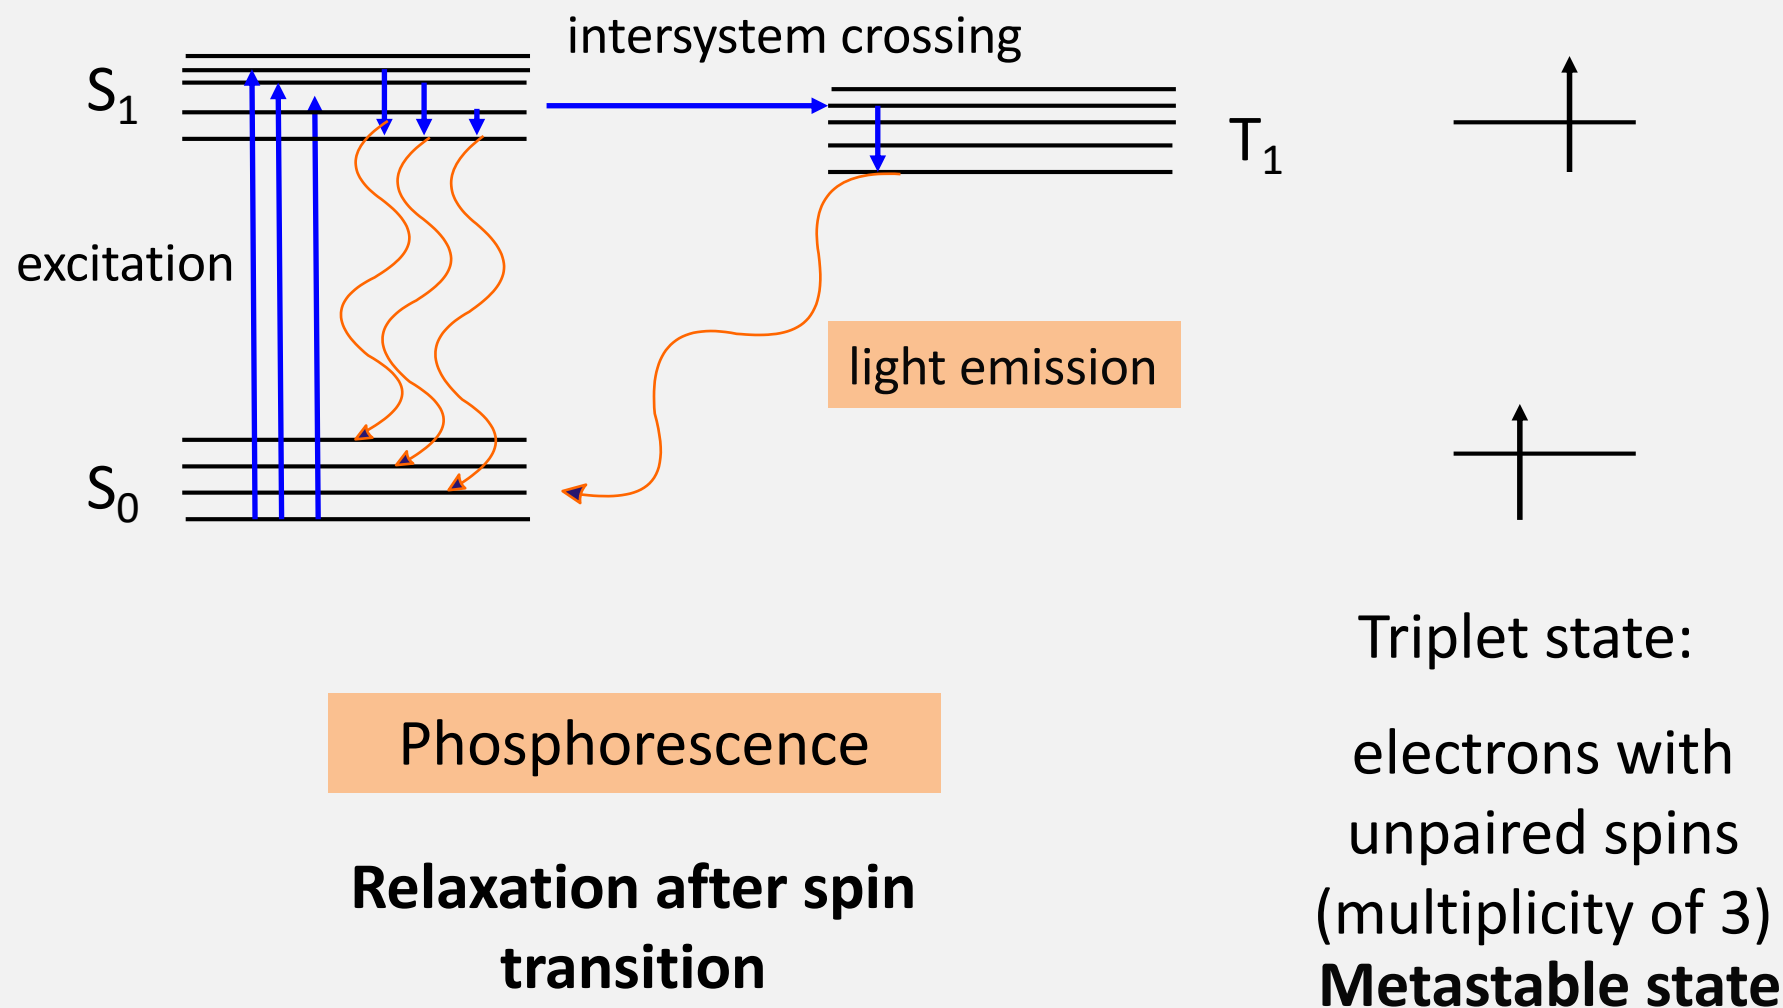 intersystem crossing
S₁
T₁
excitation
light emission
S₀
Triplet state:
Phosphorescence
electrons with
unpaired spins
(multiplicity of 3)
Metastable state
Relaxation after spin
transition